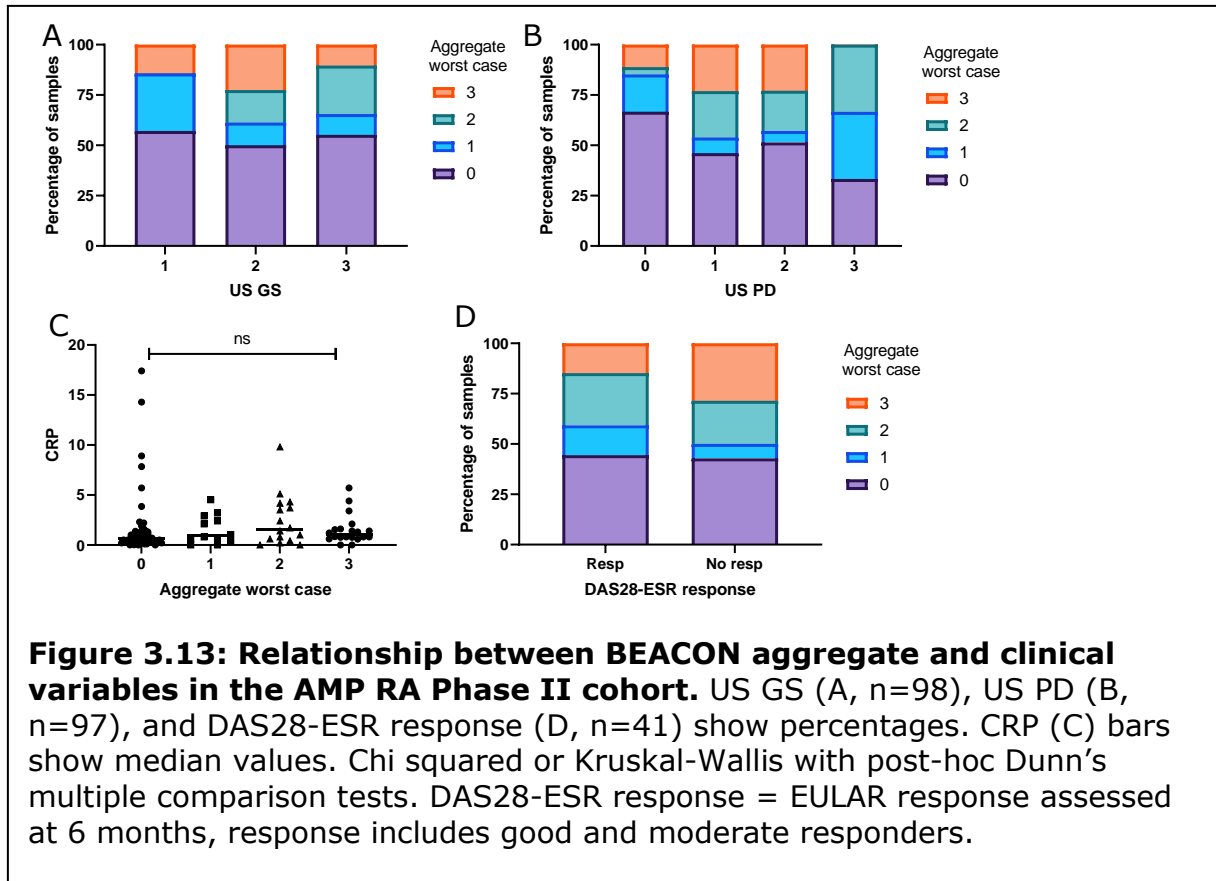 A
100
75
50
25
0
Percentage of samples
1 2 3
US GS
Aggregate
worst case
3
2
1
0
B
100
75
50
25
0
Percentage of samples
0 1 2 3
US PD
Aggregate
worst case
3
2
1
0
C
20
15
10
5
0
CRP
ns
0 1 2 3
Aggregate worst case
D
100
75
50
25
0
Percentage of samples
Resp No resp
DAS28-ESR response
Aggregate
worst case
3
2
1
0
Figure 3.13: Relationship between BEACON aggregate and clinical
variables in the AMP RA Phase II cohort. US GS (A, n=98), US PD (B,
n=97), and DAS28-ESR response (D, n=41) show percentages. CRP (C) bars
show median values. Chi squared or Kruskal-Wallis with post-hoc Dunn's
multiple comparison tests. DAS28-ESR response = EULAR response assessed
at 6 months, response includes good and moderate responders.